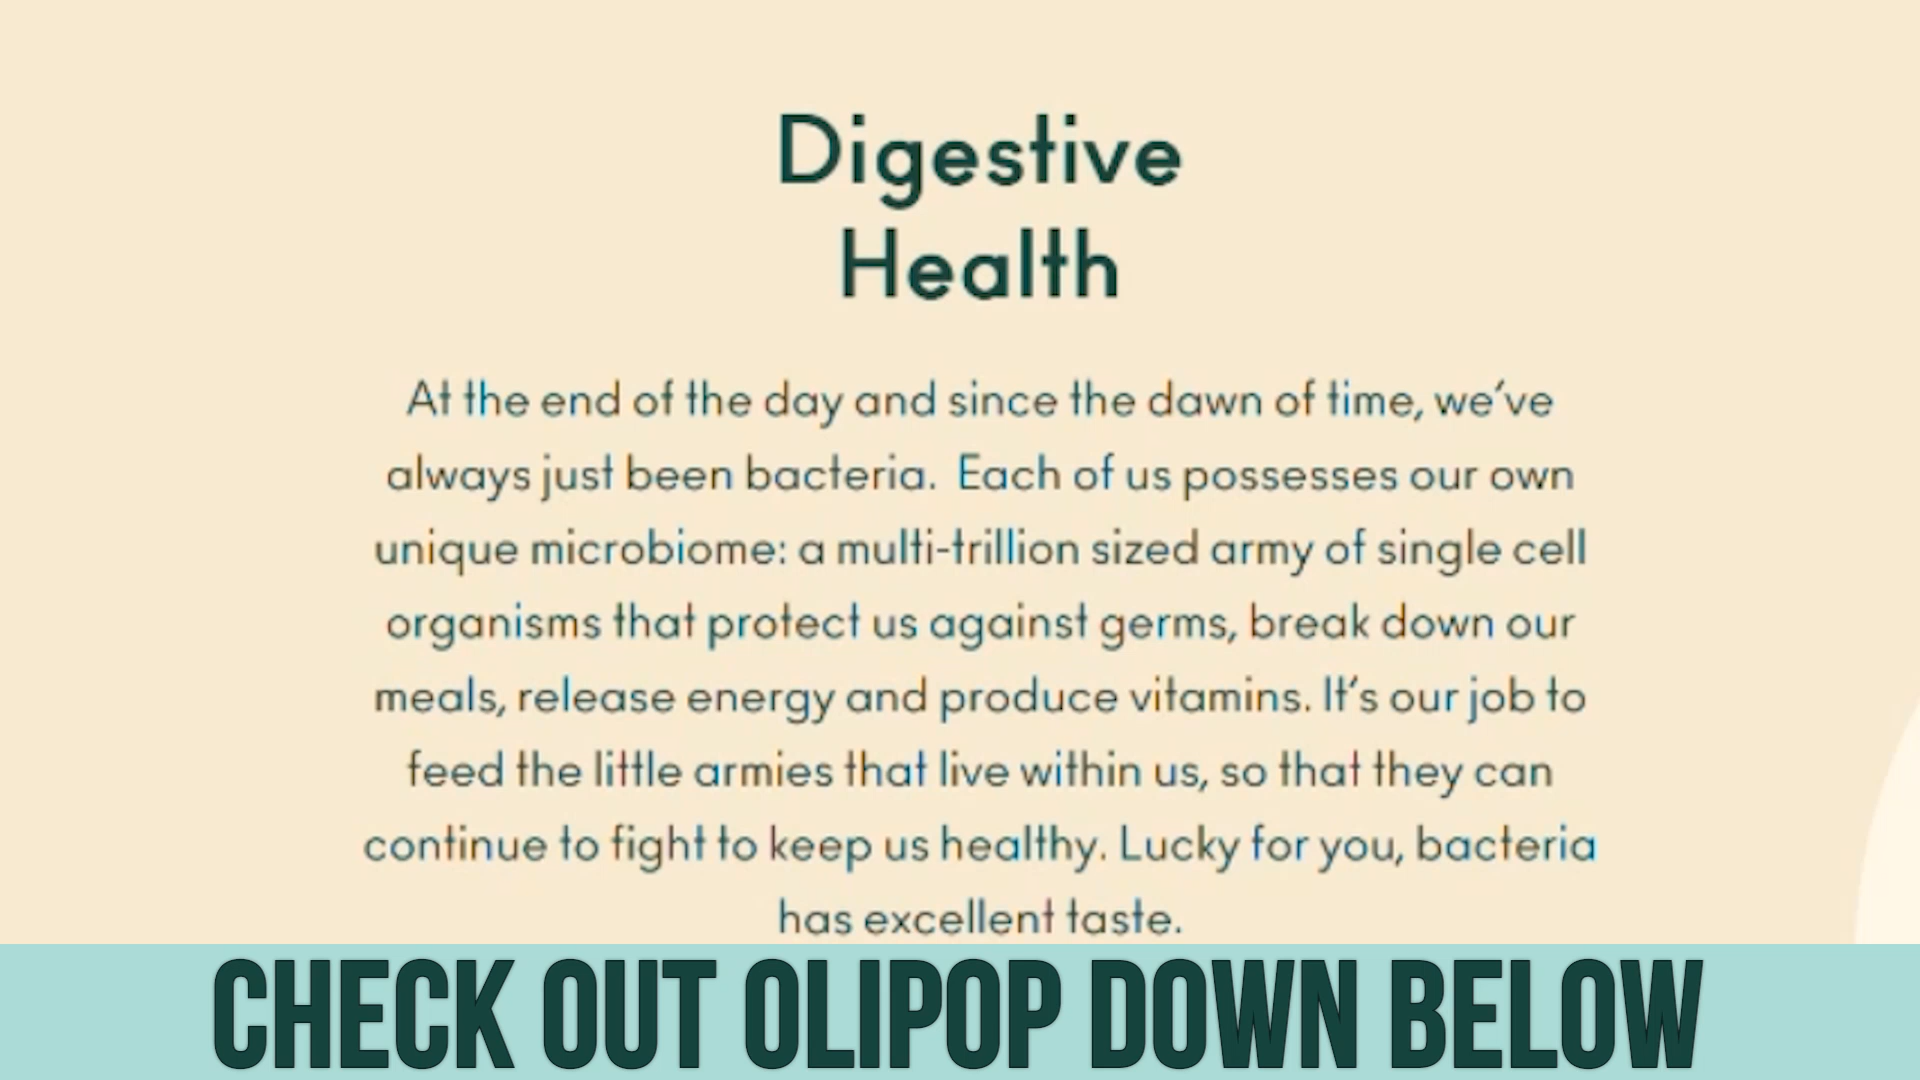 Digestive
Health
At the end of the day and since the dawn of time, we’ve
always just been bacteria. Each of us possesses our own
unique microbiome: a multi-trillion sized army of single cell
organisms that protect us against germs, break down our
meals, release energy and produce vitamins. It’s our job to
feed the little armies that live within us, so that they can
continue to fight to keep us healthy. Lucky for you, bacteria
has excellent taste.
CHECK OUT OLIPOP DOWN BELOW